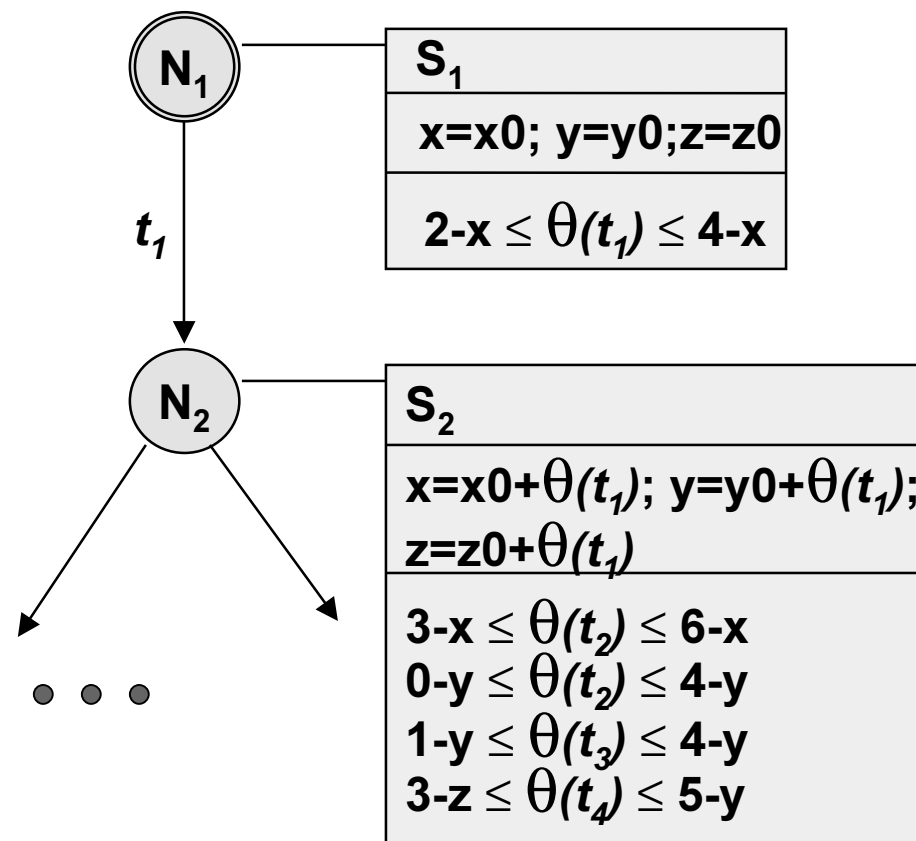 N₁
S₁
x=x0; y=y0;z=z0
2-x ≤ θ(t₁) ≤ 4-x
t₁
N₂
S₂
x=x0+θ(t₁); y=y0+θ(t₁);
z=z0+θ(t₁)
3-x ≤ θ(t₂) ≤ 6-x
0-y ≤ θ(t₂) ≤ 4-y
1-y ≤ θ(t₃) ≤ 4-y
3-z ≤ θ(t₄) ≤ 5-y